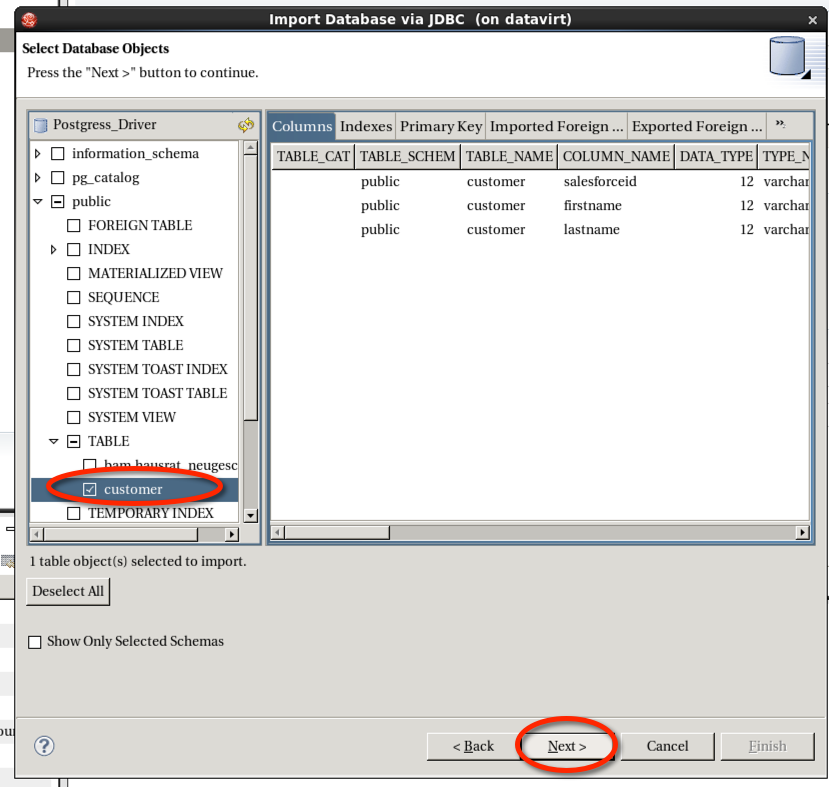 Import Database via JDBC (on datavirt)
Select Database Objects
Press the "Next >" button to continue.
Postgress_Driver
information_schema
pg_catalog
public
FOREIGN TABLE
INDEX
MATERIALIZED VIEW
SEQUENCE
SYSTEM INDEX
SYSTEM TABLE
SYSTEM TOAST INDEX
SYSTEM TOAST TABLE
SYSTEM VIEW
TABLE
bam.hausrat_neugesc
customer
TEMPORARY INDEX
Columns Indexes Primary Key Imported Foreign ... Exported Foreign ... »
TABLE_CAT TABLE_SCHEM TABLE_NAME COLUMN_NAME DATA_TYPE TYPE_N
public customer salesforceid 12 varchar
public customer firstname 12 varchar
public customer lastname 12 varchar
1 table object(s) selected to import.
Deselect All
Show Only Selected Schemas
< Back Next > Cancel Finish